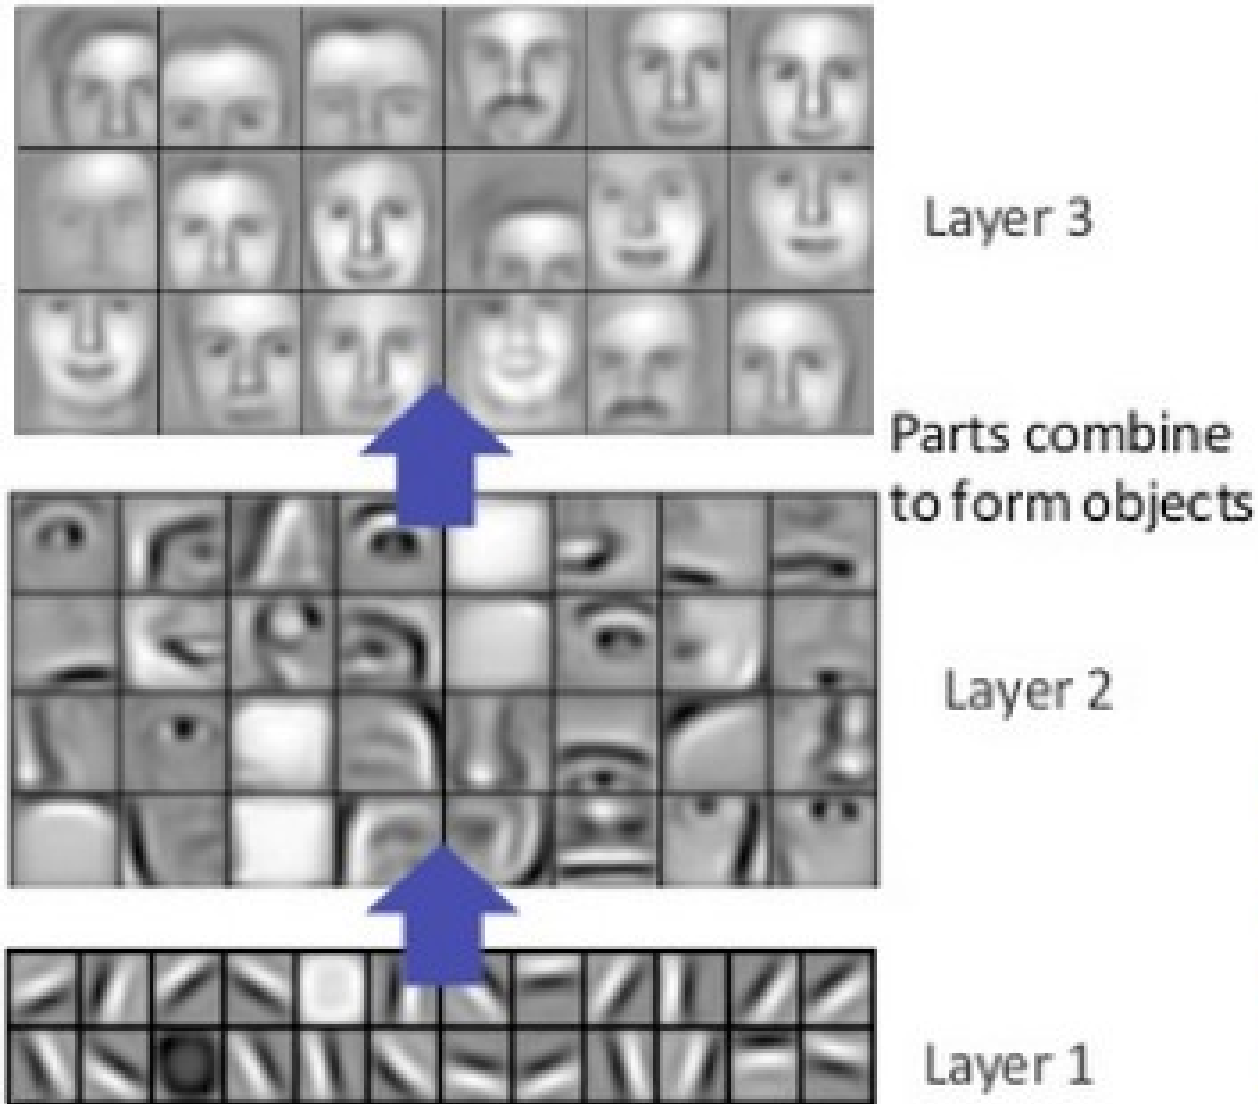 Layer 3
Parts combine
to form objects
Layer 2
Layer 1